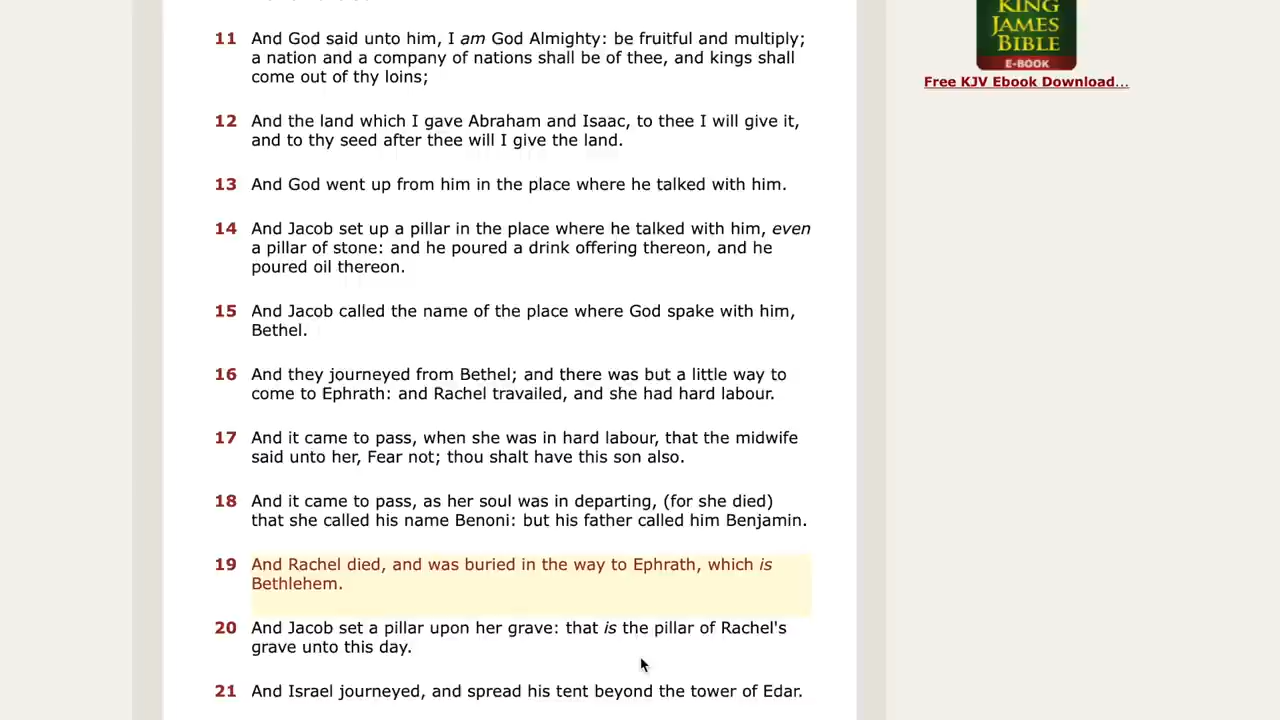 11 And God said unto him, I am God Almighty: be fruitful and multiply;
a nation and a company of nations shall be of thee, and kings shall
come out of thy loins;
12 And the land which I gave Abraham and Isaac, to thee I will give it,
and to thy seed after thee will I give the land.
13 And God went up from him in the place where he talked with him.
14 And Jacob set up a pillar in the place where he talked with him, even
a pillar of stone: and he poured a drink offering thereon, and he
poured oil thereon.
15 And Jacob called the name of the place where God spake with him,
Bethel.
16 And they journeyed from Bethel; and there was but a little way to
come to Ephrath: and Rachel travailed, and she had hard labour.
17 And it came to pass, when she was in hard labour, that the midwife
said unto her, Fear not; thou shalt have this son also.
18 And it came to pass, as her soul was in departing, (for she died)
that she called his name Benoni: but his father called him Benjamin.
19 And Rachel died, and was buried in the way to Ephrath, which is
Bethlehem.
20 And Jacob set a pillar upon her grave: that is the pillar of Rachel's
grave unto this day.
21 And Israel journeyed, and spread his tent beyond the tower of Edar.
KING
JAMES
BIBLE
E-BOOK
Free KJV Ebook Download...